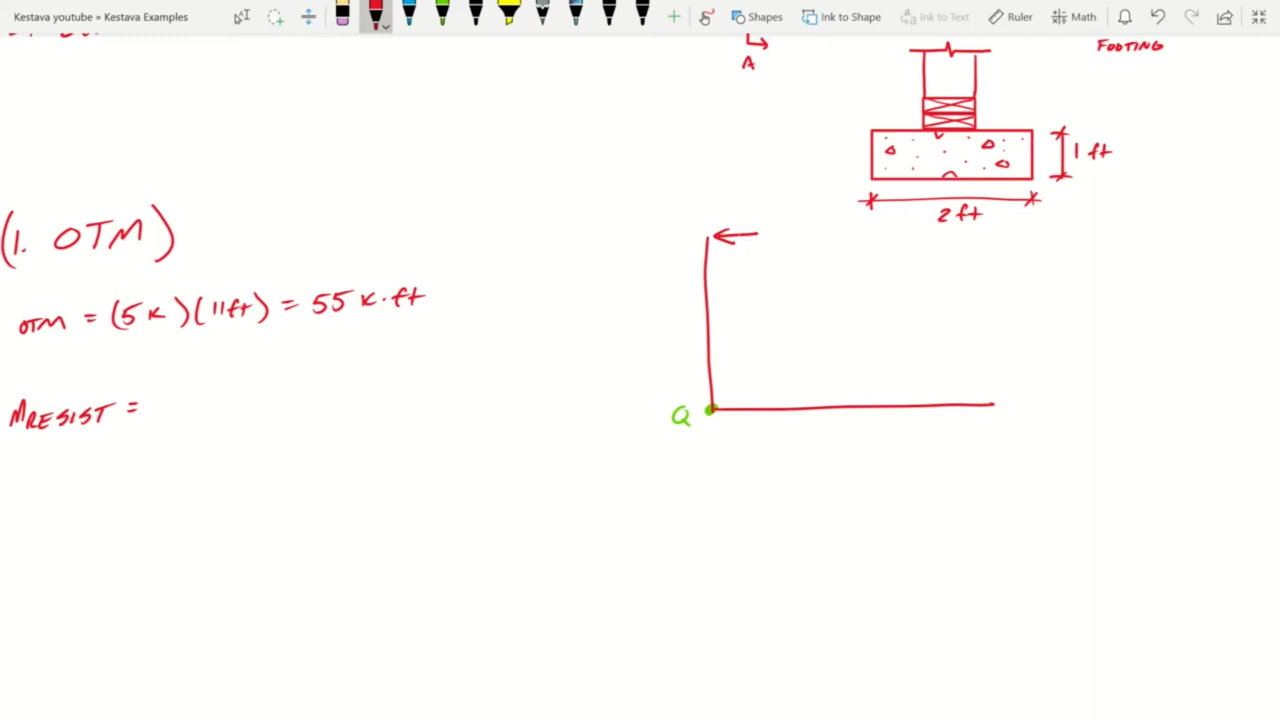 Kestava youtube » Kestava Examples
Shapes
Ink to Shape
Ink to Text
Ruler
Math
A
FOOTING
1 ft
2 ft
(1. OTM)
OTM = (5K)(11ft) = 55 K·ft
MRESIST =
Q